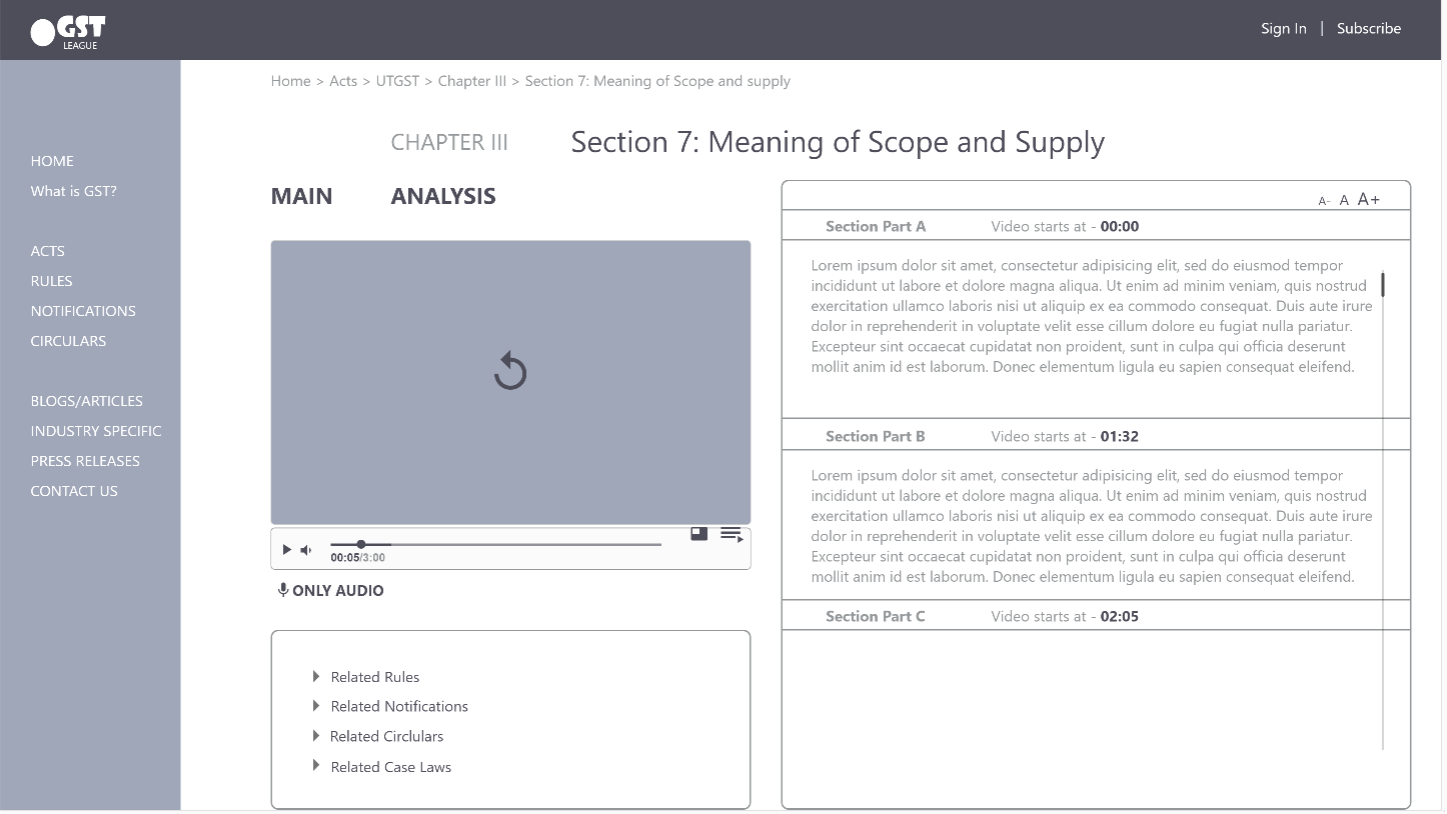 GST
LEAGUE
Sign In | Subscribe
Home > Acts > UTGST > Chapter III > Section 7: Meaning of Scope and supply
HOME
What is GST?
ACTS
RULES
NOTIFICATIONS
CIRCULARS
BLOGS/ARTICLES
INDUSTRY SPECIFIC
PRESS RELEASES
CONTACT US
CHAPTER III Section 7: Meaning of Scope and Supply
MAIN ANALYSIS
00:05/3:00
ONLY AUDIO
Related Rules
Related Notifications
Related Circlulars
Related Case Laws
A- A A+
Section Part A Video starts at - 00:00
Lorem ipsum dolor sit amet, consectetur adipisicing elit, sed do eiusmod tempor
incididunt ut labore et dolore magna aliqua. Ut enim ad minim veniam, quis nostrud
exercitation ullamco laboris nisi ut aliquip ex ea commodo consequat. Duis aute irure
dolor in reprehenderit in voluptate velit esse cillum dolore eu fugiat nulla pariatur.
Excepteur sint occaecat cupidatat non proident, sunt in culpa qui officia deserunt
mollit anim id est laborum. Donec elementum ligula eu sapien consequat eleifend.
Section Part B Video starts at - 01:32
Lorem ipsum dolor sit amet, consectetur adipisicing elit, sed do eiusmod tempor
incididunt ut labore et dolore magna aliqua. Ut enim ad minim veniam, quis nostrud
exercitation ullamco laboris nisi ut aliquip ex ea commodo consequat. Duis aute irure
dolor in reprehenderit in voluptate velit esse cillum dolore eu fugiat nulla pariatur.
Excepteur sint occaecat cupidatat non proident, sunt in culpa qui officia deserunt
mollit anim id est laborum. Donec elementum ligula eu sapien consequat eleifend.
Section Part C Video starts at - 02:05